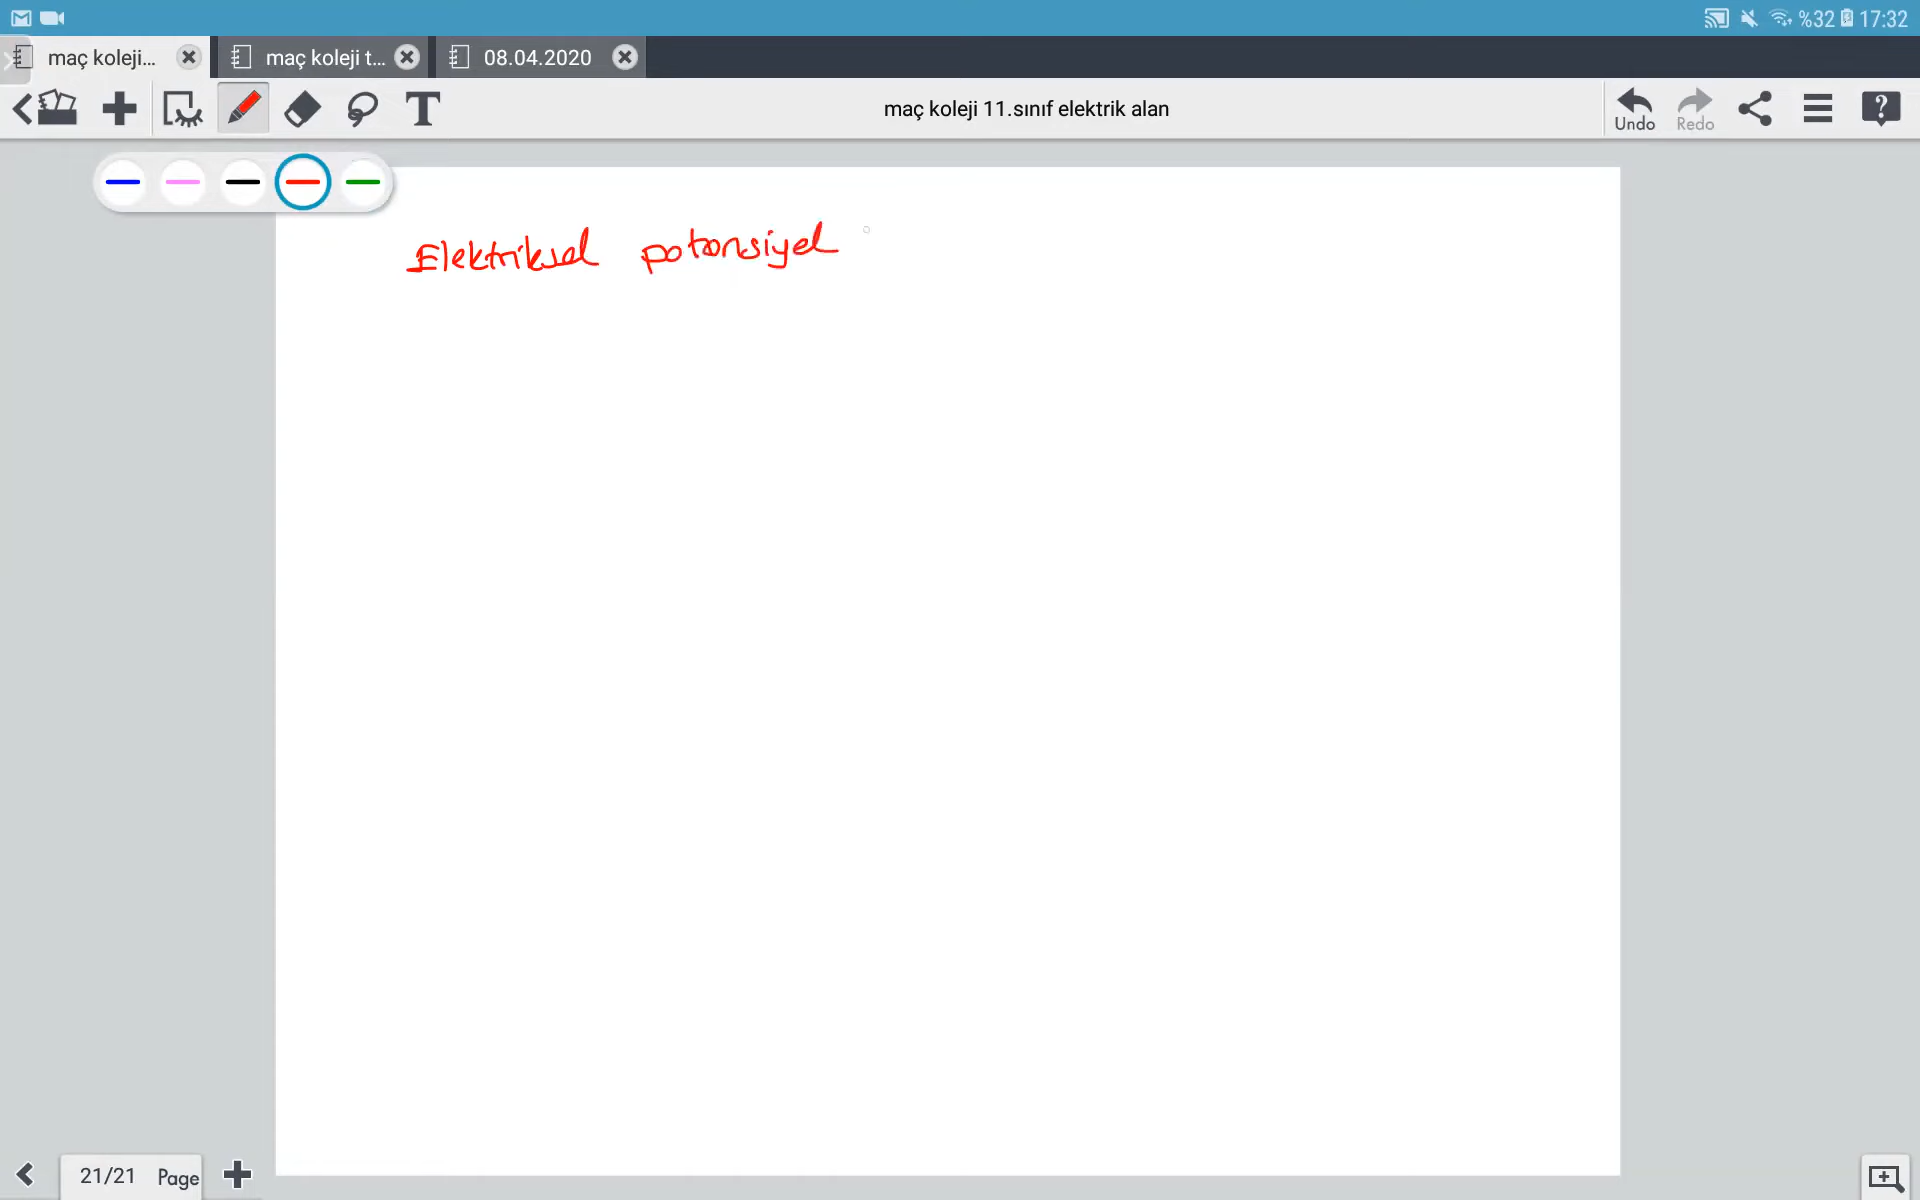 %32 17:32
maç koleji... maç koleji t... 08.04.2020
T maç koleji 11.sınıf elektrik alan Undo Redo ?
Elektriksel potansiyel
21/21 Page